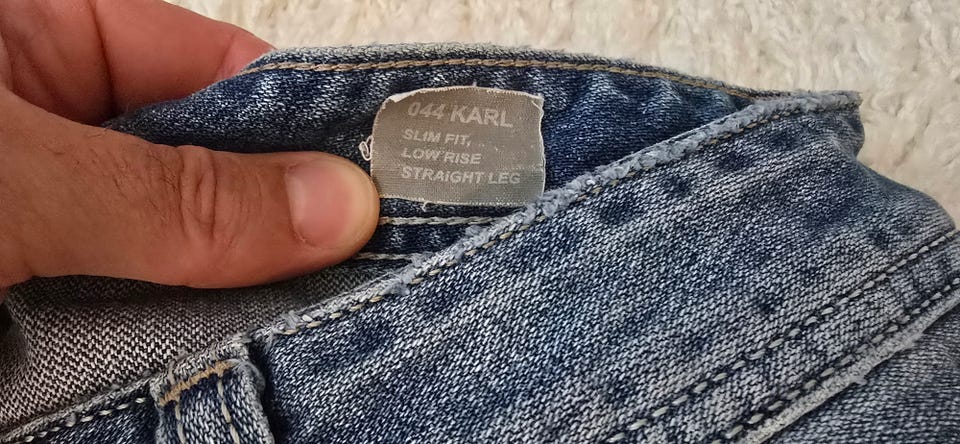 044 KARL
SLIM FIT,
LOW RISE
STRAIGHT LEG